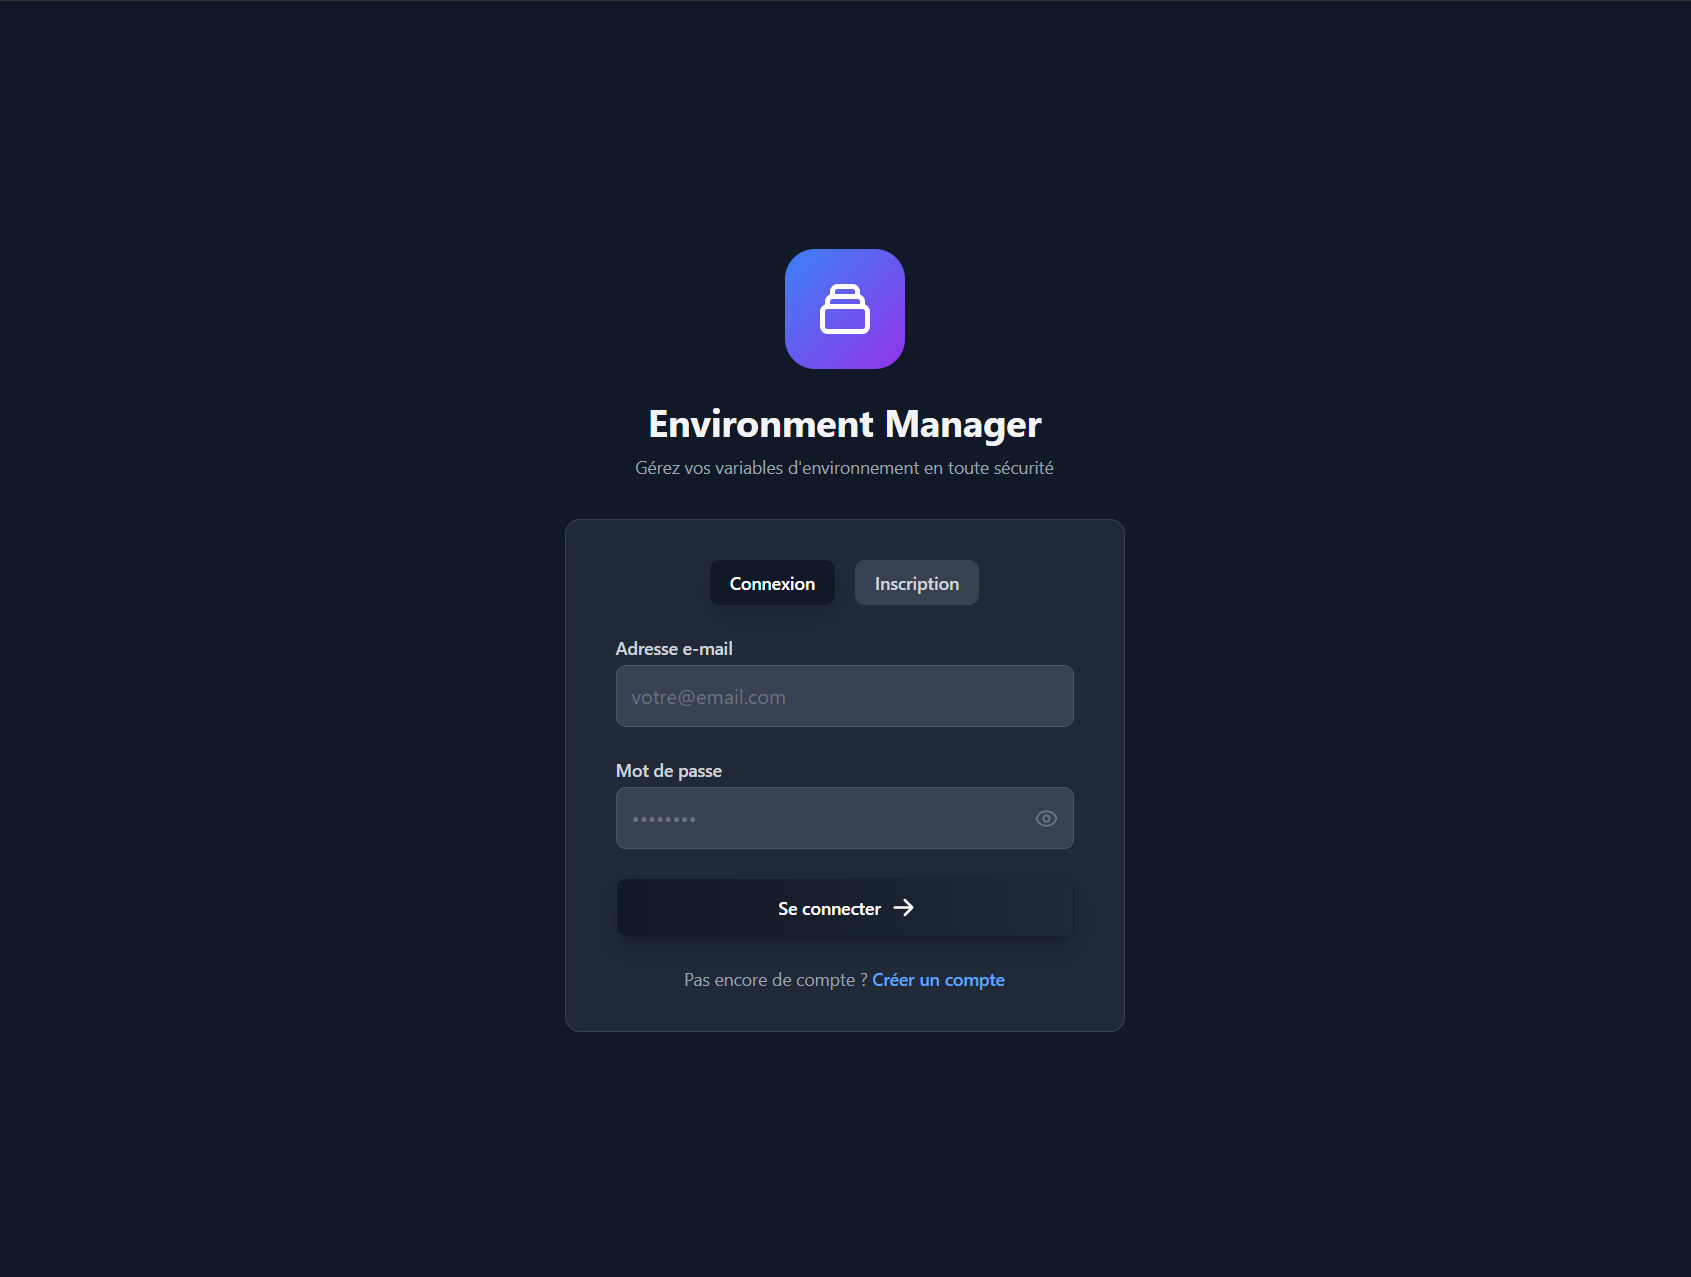 Environment Manager
Gérez vos variables d'environnement en toute sécurité
Connexion Inscription
Adresse e-mail
votre@email.com
Mot de passe
••••••••
Se connecter →
Pas encore de compte ? Créer un compte